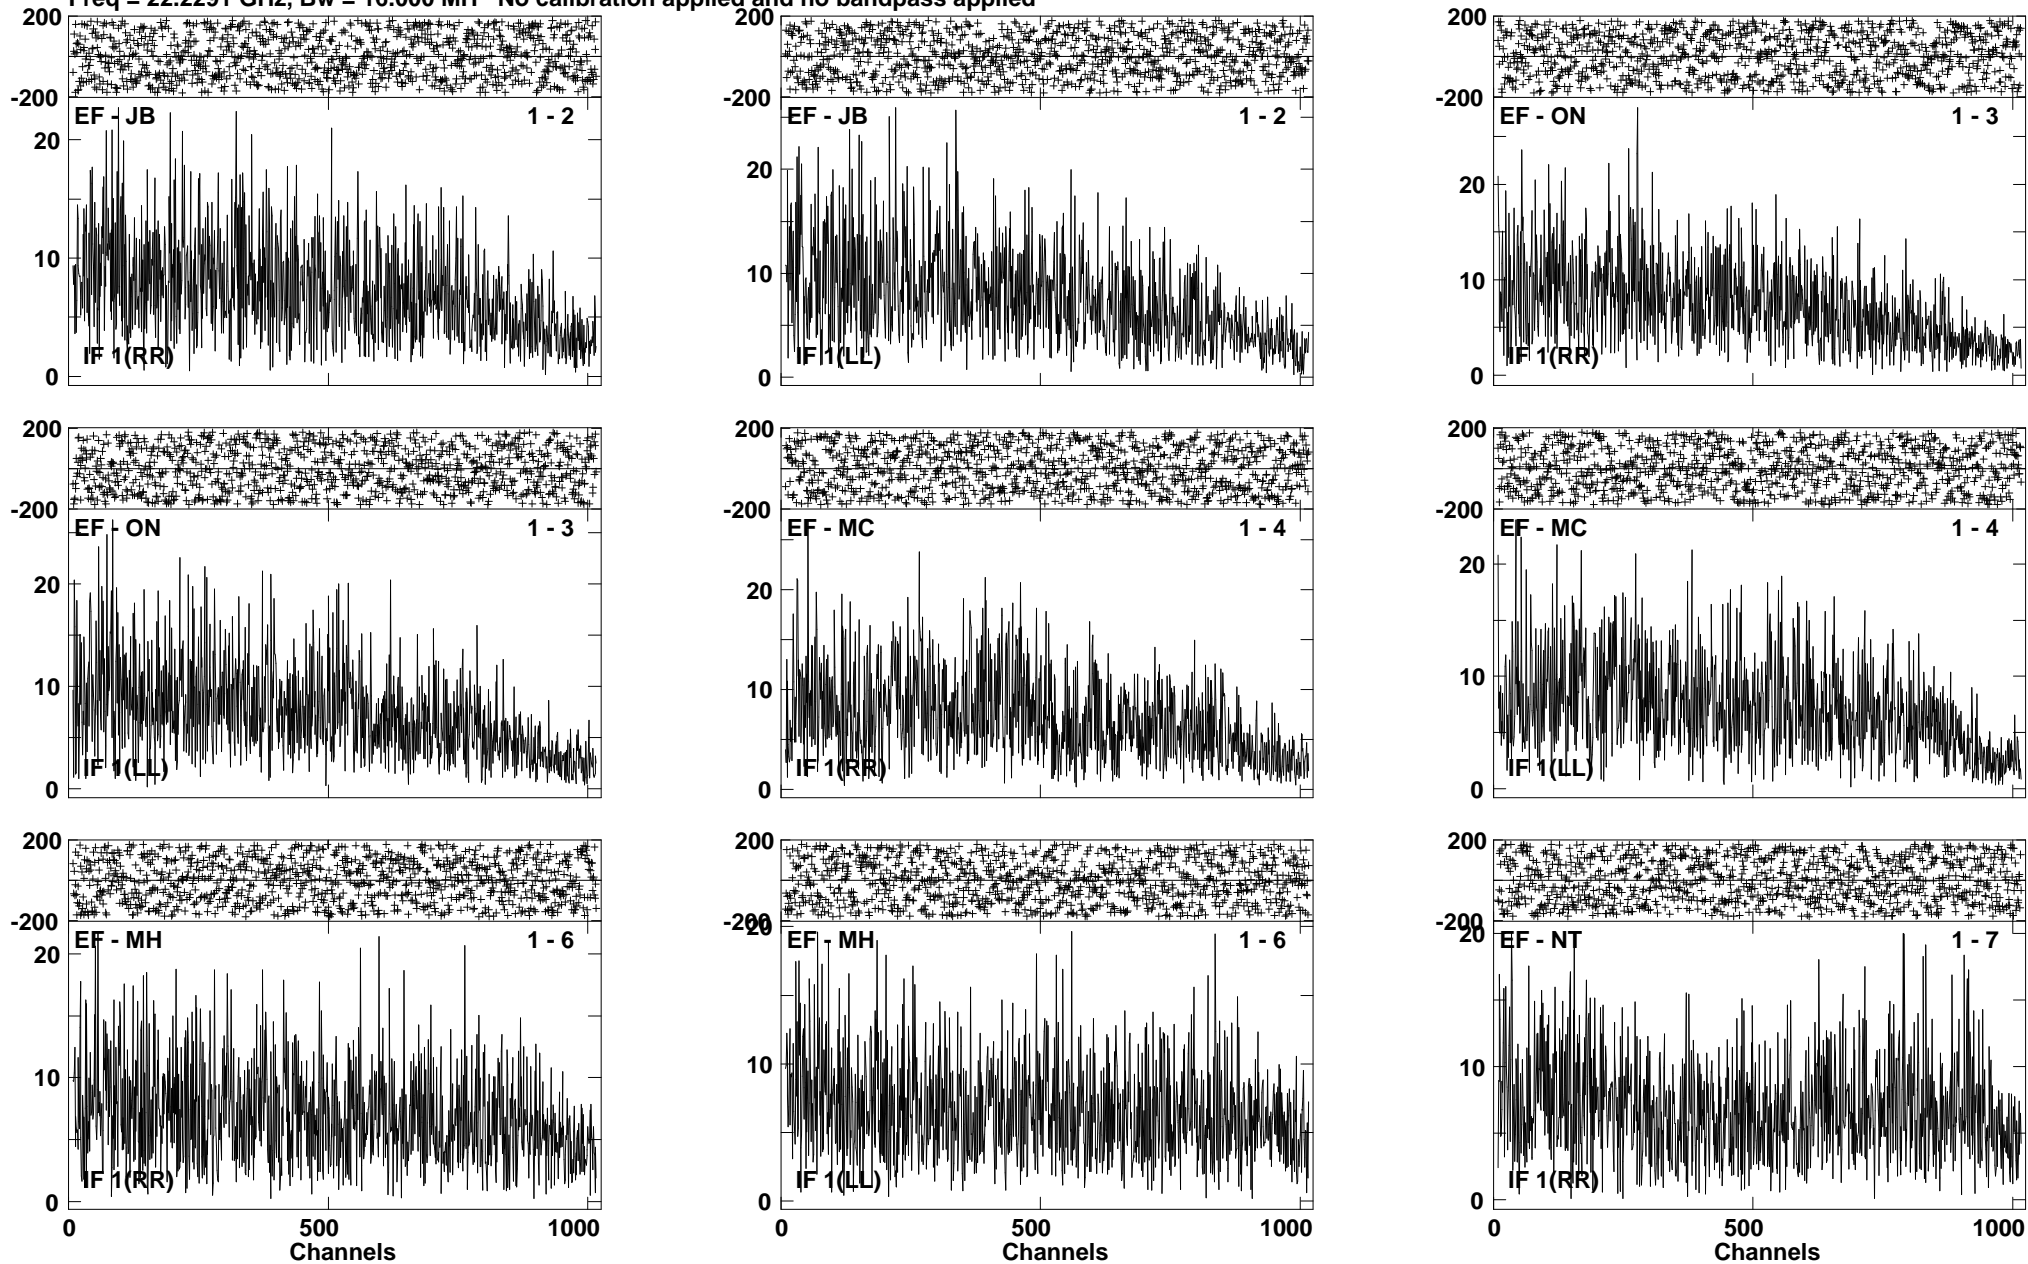 Freq = 22.2291 GHz, Bw = 16.000 MH No calibration applied and no bandpass applied
200 200 200
-200 -200 -200
EF - JB 1 - 2 EF - JB 1 - 2 EF - ON 1 - 3
20 20 20
10 10 10
IF 1(RR) IF 1(LL) IF 1(RR)
0 0 0
200 200 200
-200 -200 -200
EF - ON 1 - 3 EF - MC 1 - 4 EF - MC 1 - 4
20 20 20
10 10 10
IF 1(LL) IF 1(RR) IF 1(LL)
0 0 0
200 200 200
-200 -200 -200
EF - MH 1 - 6 EF - MH 1 - 6 EF - NT 1 - 7
20 20 20
10 10 10
IF 1(RR) IF 1(LL) IF 1(RR)
0 0 0
0 500 1000 0 500 1000 0 500 1000
Channels Channels Channels